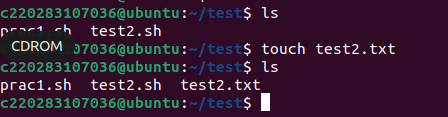 c220283107036@ubuntu:~/test$ ls
prac1.sh  test2.sh
CDROM
c220283107036@ubuntu:~/test$ touch test2.txt
c220283107036@ubuntu:~/test$ ls
prac1.sh  test2.sh  test2.txt
c220283107036@ubuntu:~/test$